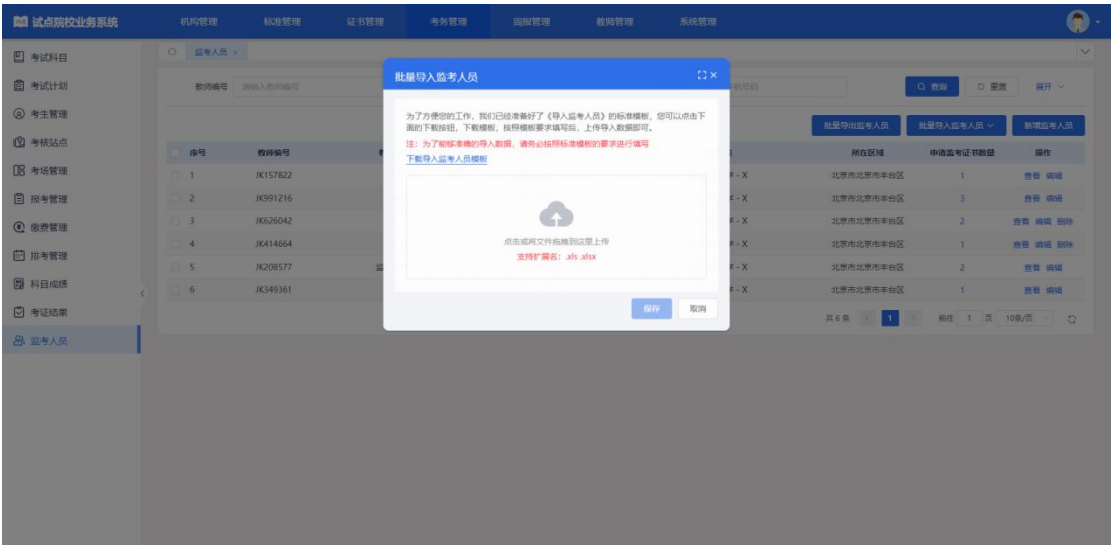 试点院校业务系统 机构管理 标准管理 证书管理 考务管理 周报管理 教师管理 系统管理
考试科目 监考人员 ×
批量导入监考人员
考试计划 教师编号 请输入教师编号 查询 重置 展开
考生管理
为了方便您的工作，我们已经准备好了《导入监考人员》的标准模板，您可以点击下
面的下载按钮，下载模板，按照模板要求填写后，上传导入数据即可。
批量导出监考人员 批量导入监考人员 新增监考人员
考核站点
注：为了能够准确的导入数据，请务必按照标准模板的要求进行填写
序号 教师编号 所在区域 申请监考证书数量 操作
下载导入监考人员模板
考场管理 1 JK157822 - X 北京市北京市丰台区 1 查看 编辑
报考管理 2 JK991216 - X 北京市北京市丰台区 3 查看 编辑
缴费管理 3 JK626042 - X 北京市北京市丰台区 2 查看 编辑 删除
4 JK414664 点击或将文件拖拽到这里上传 - X 北京市北京市丰台区 1 查看 编辑 删除
排考管理
支持扩展名：.xls .xlsx
5 JK208577 监 - X 北京市北京市丰台区 2 查看 编辑
科目成绩 6 JK349361 - X 北京市北京市丰台区 1 查看 编辑
考证结果 保存 取消 共 6 条 1 前往 1 页 10条/页
监考人员